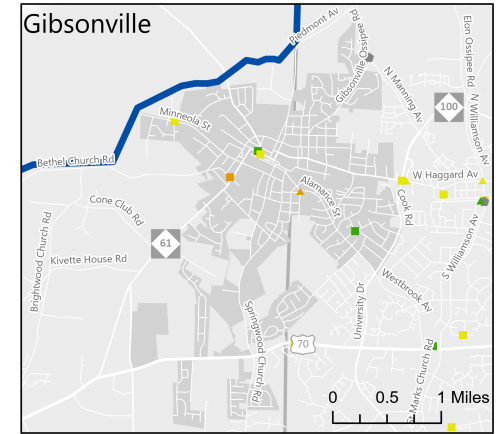 Gibsonville
Piedmont Av
Gibsonville Ossipee Rd
Elon Ossipee Rd
N Manning Av
N Williamson Av
100
Minneola St
Bethel Church Rd
W Haggard Av
Alamance St
Cone Club Rd
Cook Rd
Brightwood Church Rd
61
S Williamson Av
Kivette House Rd
Westbrook Av
University Dr
Springwood Church Rd
70
St Marks Church Rd
0 0.5 1 Miles